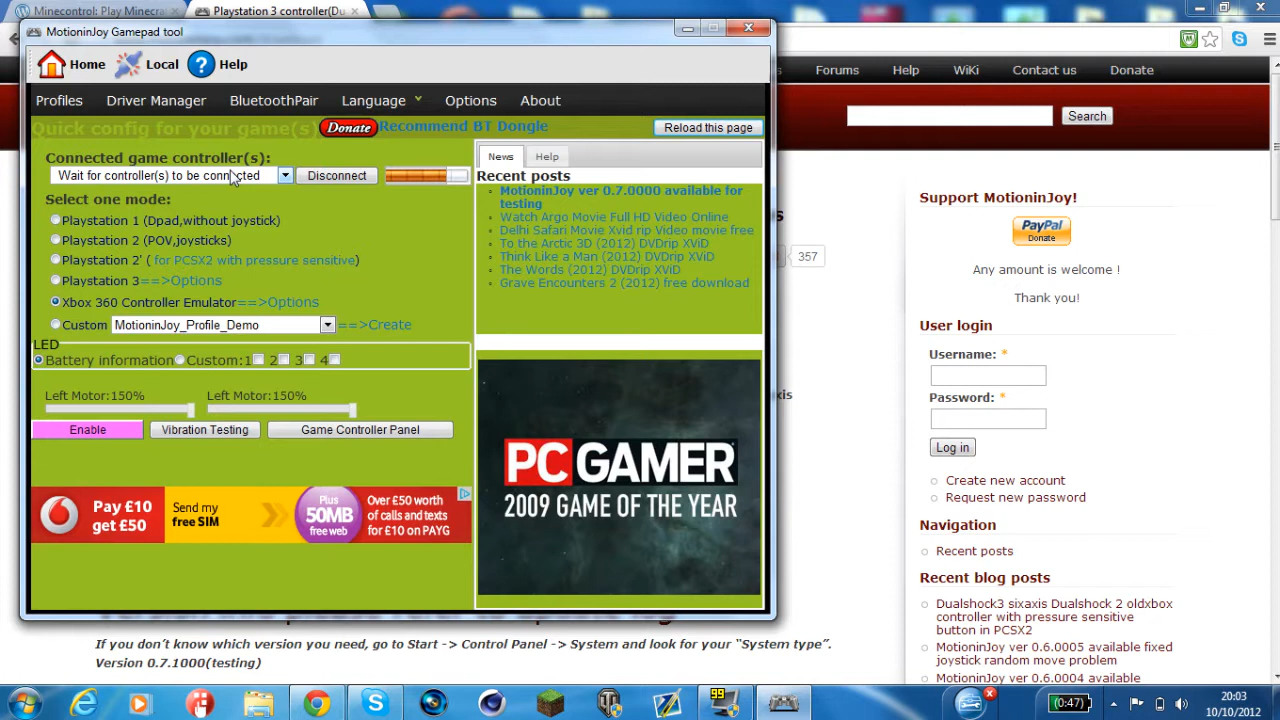 Minecontrol: Play Minecra
Playstation 3 controller(Du
MotioninJoy Gamepad tool
Home
Local
Help
Profiles
Driver Manager
BluetoothPair
Language
Options
About
Quick config for your game(s)
Donate
Recommend BT Dongle
Reload this page
Connected game controller(s):
Wait for controller(s) to be connected
Disconnect
Select one mode:
Playstation 1 (Dpad,without joystick)
Playstation 2 (POV,joysticks)
Playstation 2' ( for PCSX2 with pressure sensitive)
Playstation 3==>Options
Xbox 360 Controller Emulator==>Options
Custom
MotioninJoy_Profile_Demo
==>Create
LED
Battery information
Custom:1 2 3 4
Left Motor:150%
Left Motor:150%
Enable
Vibration Testing
Game Controller Panel
Pay £10
get £50
Send my
free SIM
Plus
50MB
free web
Over £50 worth
of calls and texts
for £10 on PAYG
News
Help
Recent posts
MotioninJoy ver 0.7.0000 available for
testing
Watch Argo Movie Full HD Video Online
Delhi Safari Movie Xvid rip Video movie free
To the Arctic 3D (2012) DVDrip XViD
Think Like a Man (2012) DVDrip XViD
The Words (2012) DVDrip XViD
Grave Encounters 2 (2012) free download
PC GAMER
2009 GAME OF THE YEAR
Forums
Help
WiKi
Contact us
Donate
Search
357
Support MotioninJoy!
PayPal
Donate
Any amount is welcome !
Thank you!
User login
Username: *
Password: *
Log in
Create new account
Request new password
Navigation
Recent posts
Recent blog posts
Dualshock3 sixaxis Dualshock 2 oldxbox
controller with pressure sensitive
button in PCSX2
MotioninJoy ver 0.6.0005 available fixed
joystick random move problem
MotioninJoy ver 0.6.0004 available
If you don't know which version you need, go to Start -> Control Panel -> System and look for your "System type".
Version 0.7.1000(testing)
99
(0:47)
20:03
10/10/2012